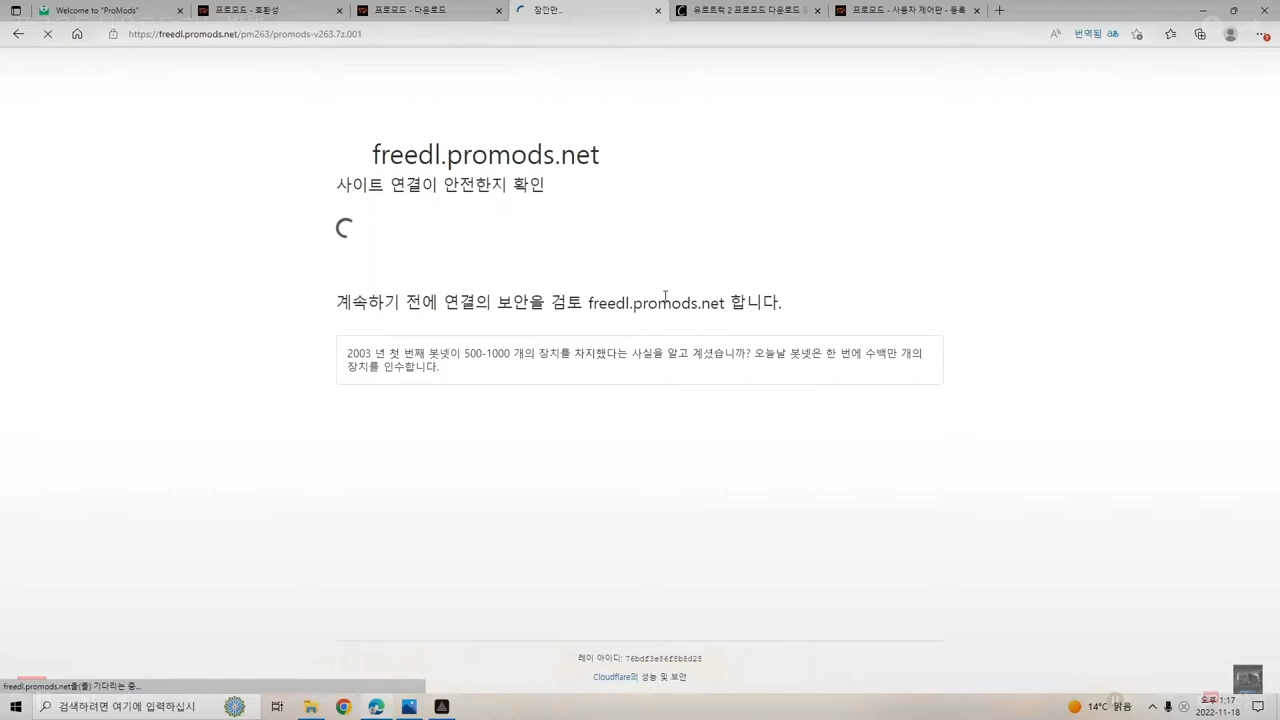 Welcome to "ProMods"
프로모드 - 호환성
프로모드 - 다운로드
잠깐만...
유로트럭 2 프로모드 다운로드 5
프로모드 - 사용자 제어판 - 등록
https://freedl.promods.net/pm263/promods-v263.7z.001
번역됨
freedl.promods.net
사이트 연결이 안전한지 확인
계속하기 전에 연결의 보안을 검토 freedl.promods.net 합니다.
2003 년 첫 번째 봇넷이 500-1000 개의 장치를 차지했다는 사실을 알고 계셨습니까? 오늘날 봇넷은 한 번에 수백만 개의
장치를 인수합니다.
레이 아이디: 76bdf3e86f8b8d28
Cloudflare의 성능 및 보안
freedl.promods.net을(를) 기다리는 중...
검색하려면 여기에 입력하십시
14°C 맑음
오후 1:17
2022-11-18